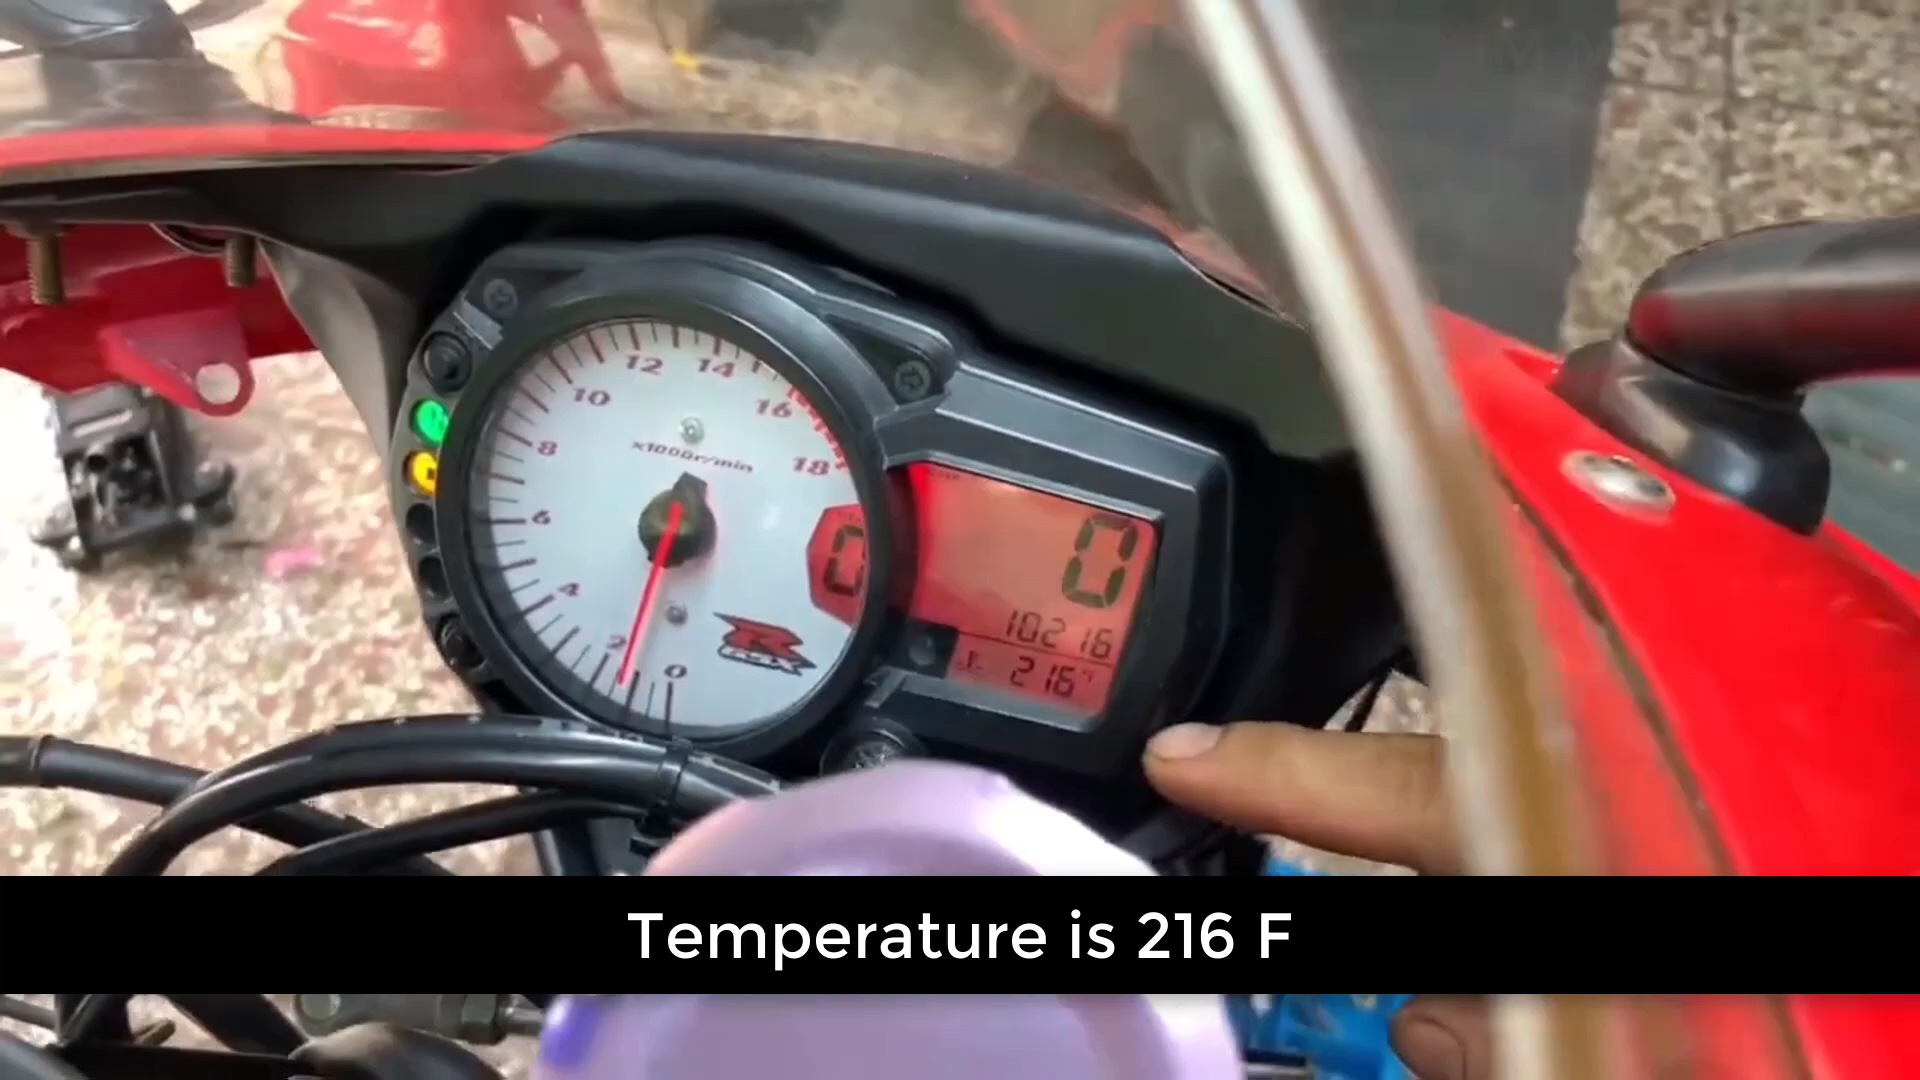 12 14
10 16
x1000r/min
8 18
6
0 0
4
10216
2 0 R
GSX
216°F
Temperature is 216 F